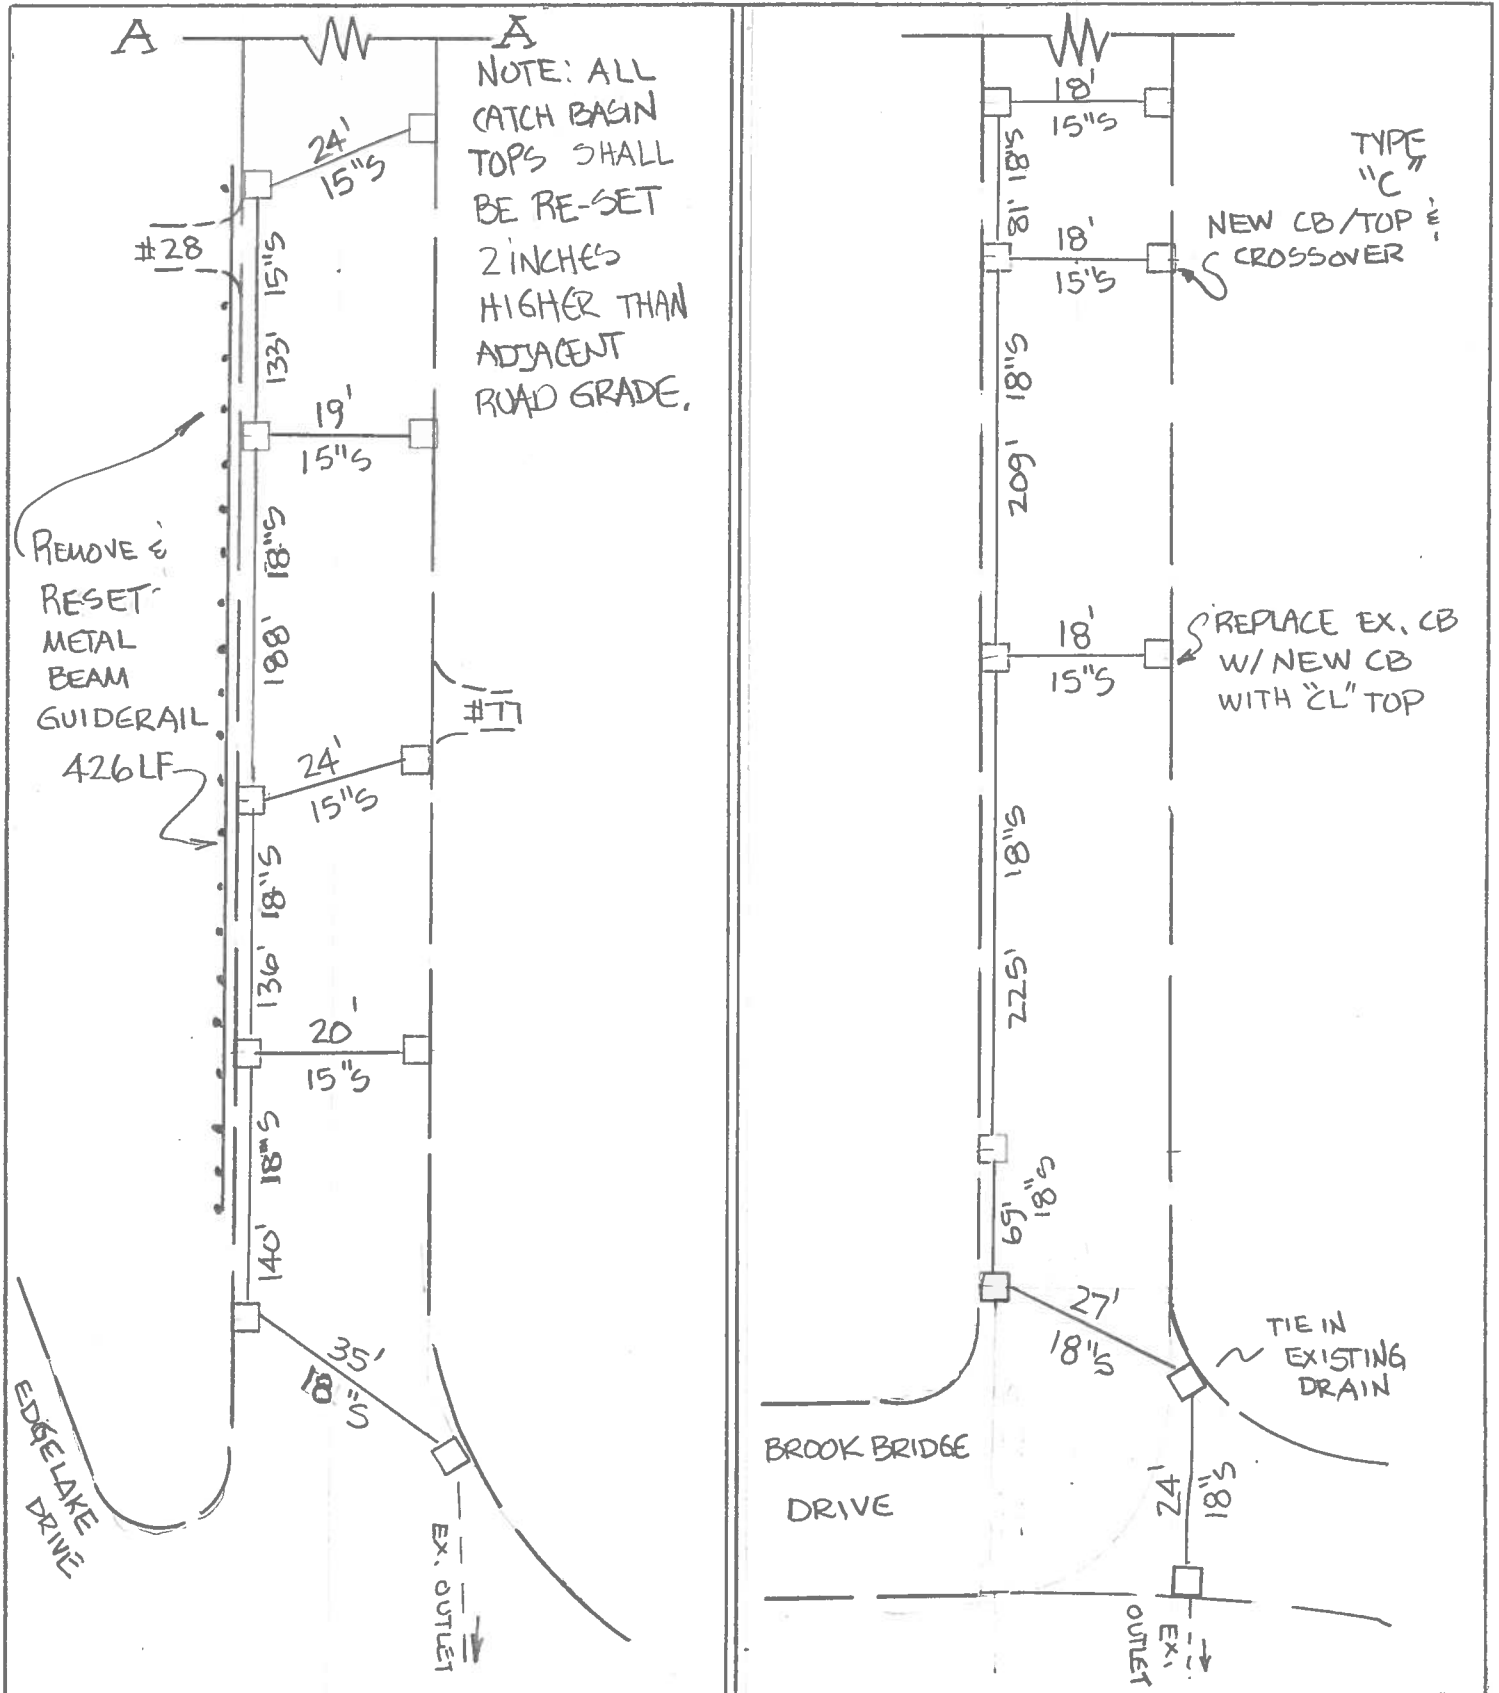 A
A
NOTE: ALL
CATCH BASIN
TOPS SHALL
BE RE-SET
2 INCHES
HIGHER THAN
ADJACENT
ROAD GRADE.
24'
15"S
#28
15"S
133'
19'
15"S
REMOVE &
RESET
METAL
BEAM
GUIDERAIL
426 LF
18"S
188'
#77
24'
15"S
18"S
136'
20'
15"S
18"S
140'
35'
18"S
EDGELAKE
DRIVE
EX. OUTLET
18'
15"S
TYPE
"C"
NEW CB/TOP &
CROSSOVER
18"S
81'
18'
15"S
18"S
209'
18'
15"S
REPLACE EX. CB
W/ NEW CB
WITH "CL" TOP
18"S
225'
18"S
69'
27'
18"S
TIE IN
EXISTING
DRAIN
BROOK BRIDGE
DRIVE
24'
18"S
EX.
OUTLET